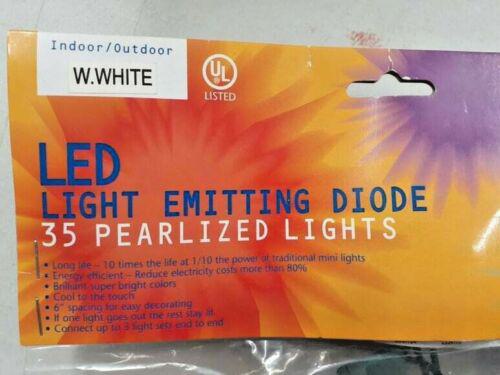 Indoor/Outdoor
W.WHITE
UL
LISTED
LED
LIGHT EMITTING DIODE
35 PEARLIZED LIGHTS
• Long life – 10 times the life at 1/10 the power of traditional mini lights
• Energy efficient – Reduce electricity costs more than 80%
• Brilliant super bright colors
• Cool to the touch
• 6" spacing for easy decorating
• If one light goes out the rest stay lit
• Connect up to 3 light sets end to end